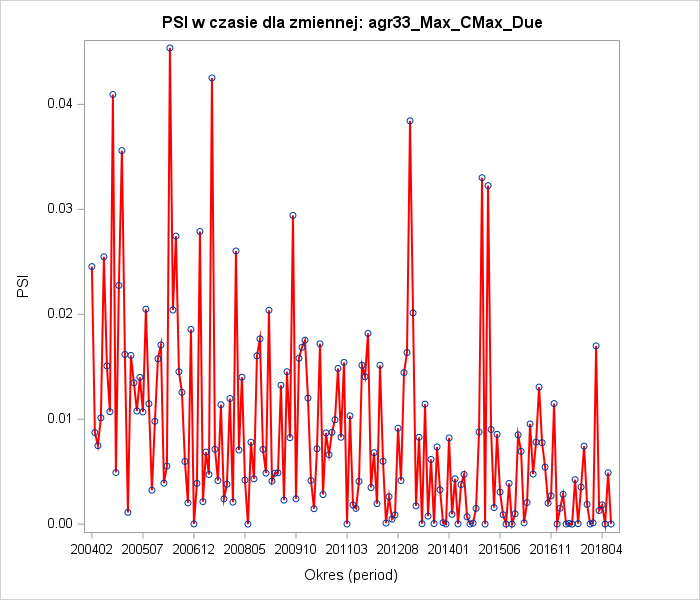 PSI w czasie dla zmiennej: agr33_Max_CMax_Due
0.04
0.03
0.02
0.01
0.00
PSI
200402 200507 200612 200805 200910 201103 201208 201401 201506 201611 201804
Okres (period)